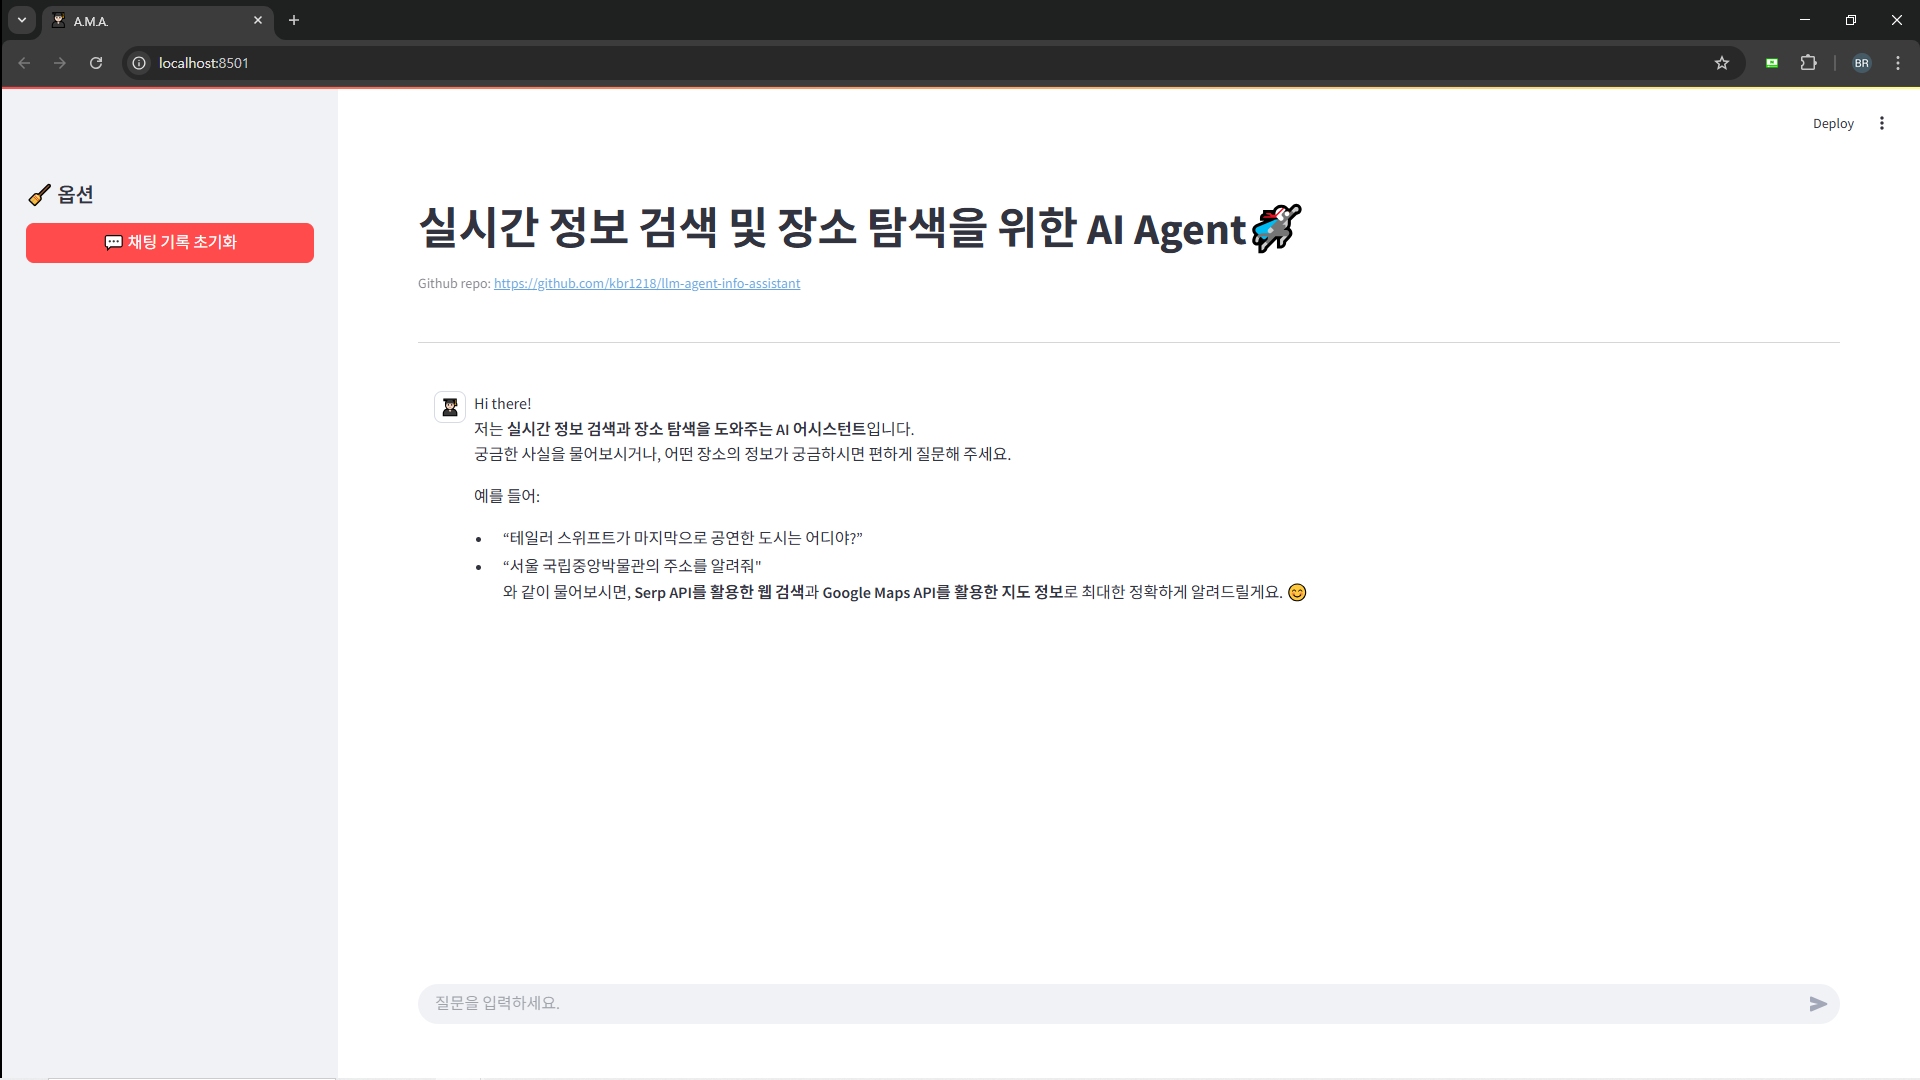 A.M.A.
localhost:8501
BR
Deploy
옵션
채팅 기록 초기화
실시간 정보 검색 및 장소 탐색을 위한 AI Agent
Github repo: https://github.com/kbr1218/llm-agent-info-assistant
Hi there!
저는 실시간 정보 검색과 장소 탐색을 도와주는 AI 어시스턴트입니다.
궁금한 사실을 물어보시거나, 어떤 장소의 정보가 궁금하시면 편하게 질문해 주세요.
예를 들어:
• “테일러 스위프트가 마지막으로 공연한 도시는 어디야?”
• “서울 국립중앙박물관의 주소를 알려줘"
와 같이 물어보시면, Serp API를 활용한 웹 검색과 Google Maps API를 활용한 지도 정보로 최대한 정확하게 알려드릴게요. 😊
질문을 입력하세요.